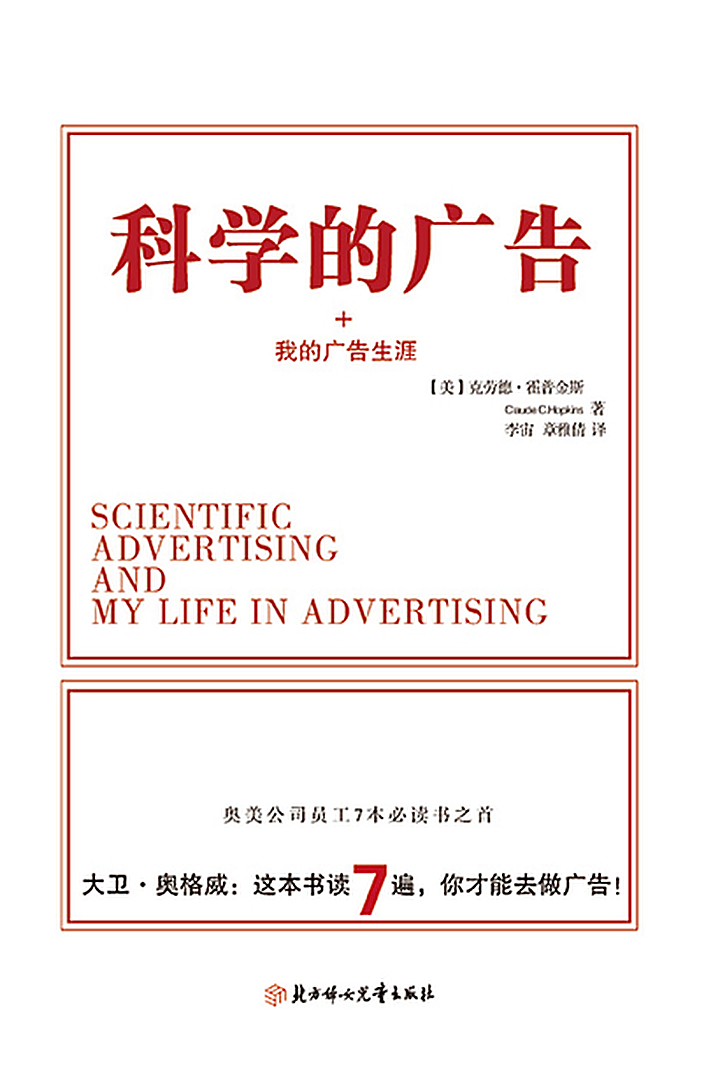 科学的广告
+
我的广告生涯
【美】克劳德·霍普金斯
Claude C.Hopkins 著
李宙 章雅倩 译
SCIENTIFIC
ADVERTISING
AND
MY LIFE IN ADVERTISING
奥美公司员工7本必读书之首
大卫·奥格威：这本书读7遍，你才能去做广告！
北方妇女儿童出版社